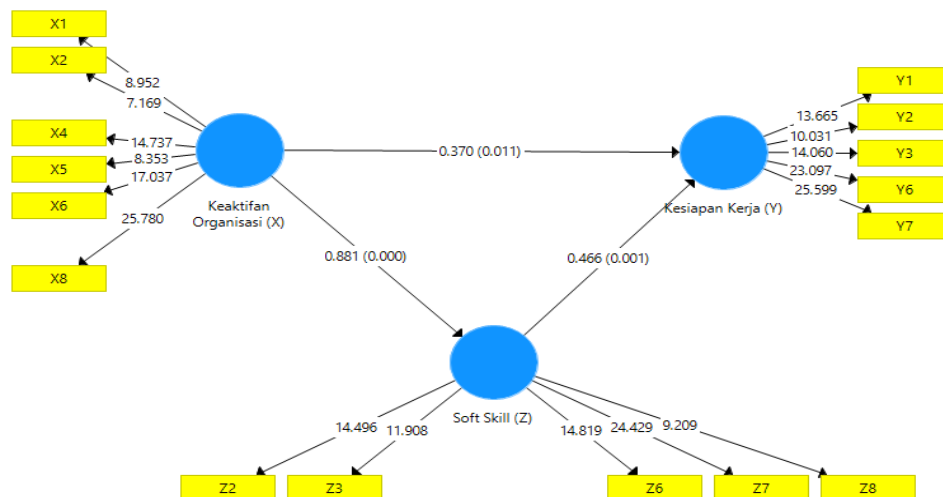 X1
X2
X4
X5
X6
X8
8.952
7.169
14.737
8.353
17.037
25.780
Keaktifan
Organisasi (X)
0.370 (0.011)
0.881 (0.000)
0.466 (0.001)
Kesiapan Kerja (Y)
13.665
10.031
14.060
23.097
25.599
Y1
Y2
Y3
Y6
Y7
Soft Skill (Z)
14.496
11.908
14.819
24.429
9.209
Z2
Z3
Z6
Z7
Z8